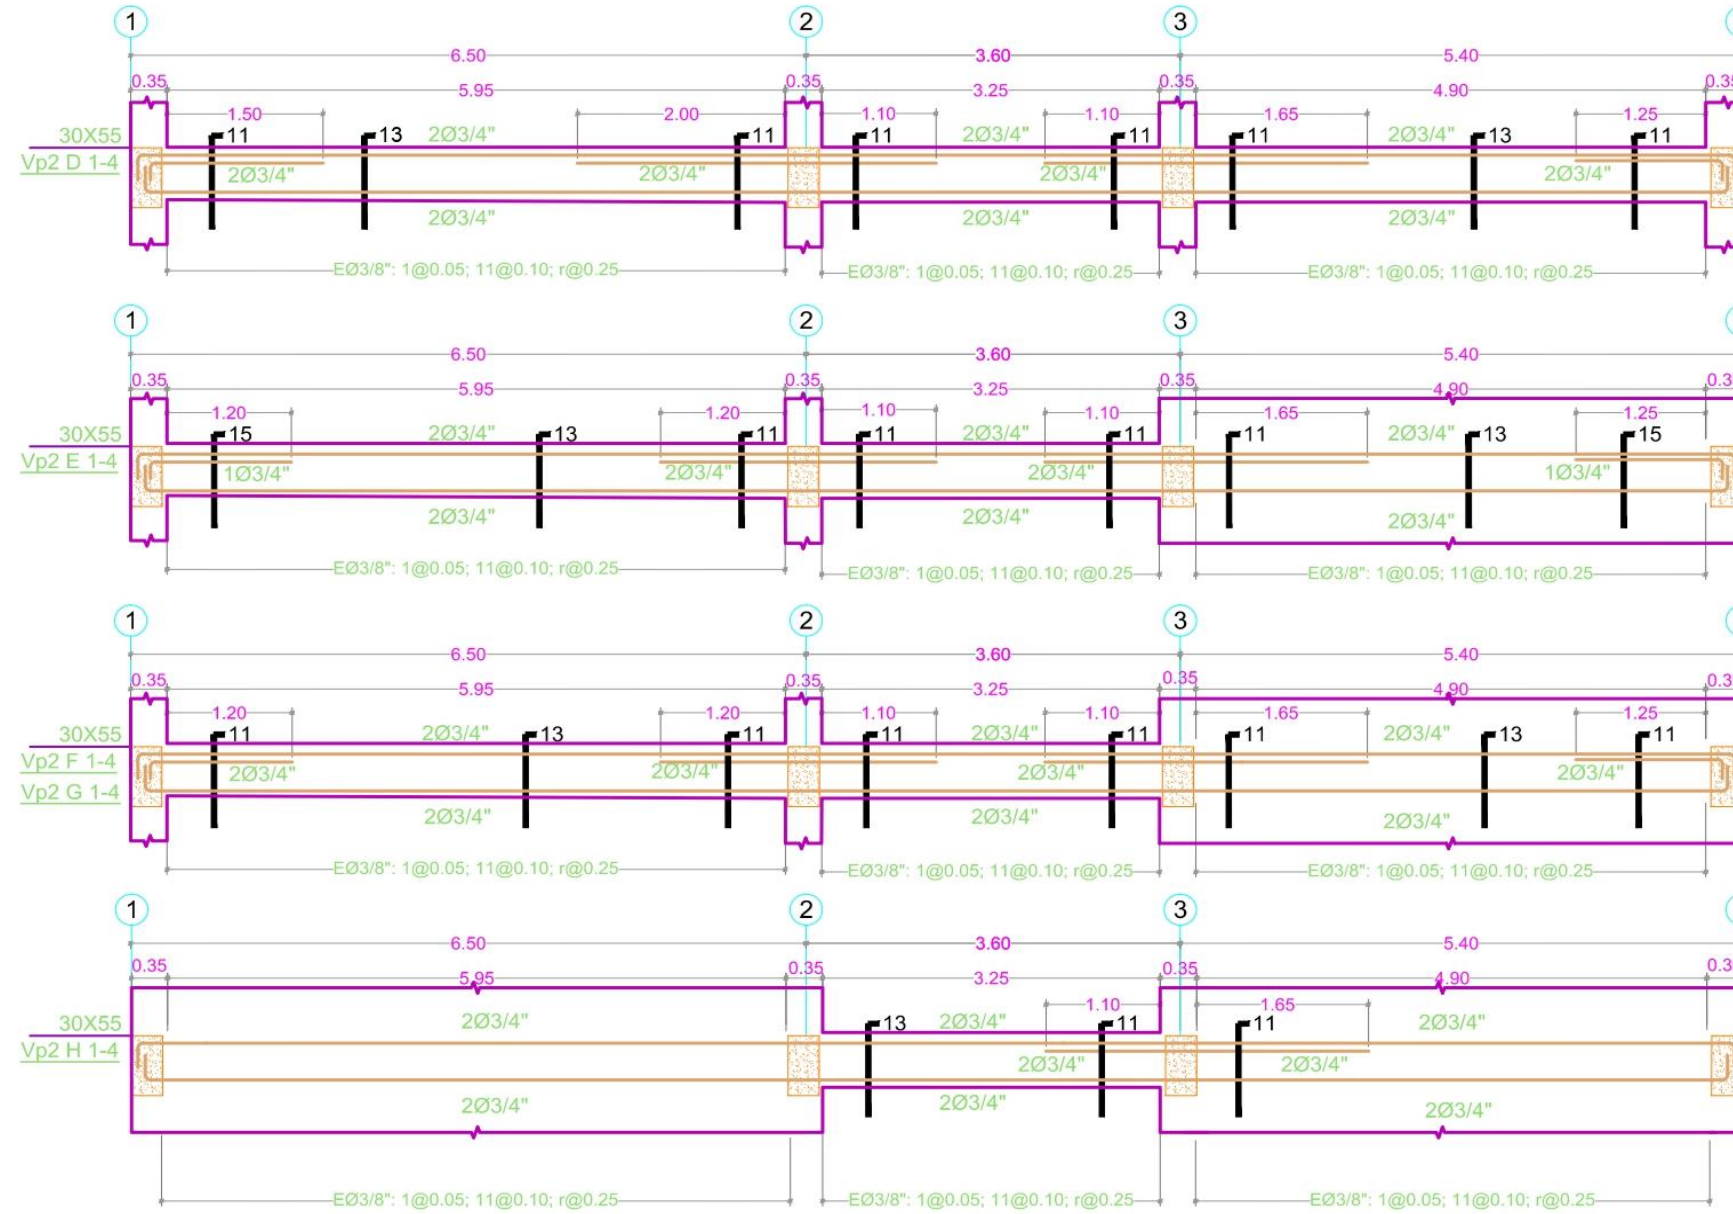 1 2 3
6.50 3.60 5.40
0.35 5.95 0.35 3.25 0.35 4.90 0.35
1.50 2.00 1.10 1.10 1.65 1.25
30X55 11 13 2Ø3/4" 11 11 2Ø3/4" 11 11 2Ø3/4" 13 11
Vp2 D 1-4 2Ø3/4" 2Ø3/4" 2Ø3/4" 2Ø3/4"
2Ø3/4" 2Ø3/4" 2Ø3/4"
EØ3/8": 1@0.05; 11@0.10; r@0.25 EØ3/8": 1@0.05; 11@0.10; r@0.25 EØ3/8": 1@0.05; 11@0.10; r@0.25
1 2 3
6.50 3.60 5.40
0.35 5.95 0.35 3.25 0.35 4.90 0.3
1.20 1.20 1.10 1.10 1.65 1.25
30X55 15 2Ø3/4" 13 11 11 2Ø3/4" 11 11 2Ø3/4" 13 15
Vp2 E 1-4 1Ø3/4" 2Ø3/4" 2Ø3/4" 1Ø3/4"
2Ø3/4" 2Ø3/4" 2Ø3/4"
EØ3/8": 1@0.05; 11@0.10; r@0.25 EØ3/8": 1@0.05; 11@0.10; r@0.25 EØ3/8": 1@0.05; 11@0.10; r@0.25
1 2 3
6.50 3.60 5.40
0.35 5.95 0.35 3.25 0.35 4.90 0.3
1.20 1.20 1.10 1.10 1.65 1.25
30X55 11 2Ø3/4" 13 11 11 2Ø3/4" 11 11 2Ø3/4" 13 11
Vp2 F 1-4 2Ø3/4" 2Ø3/4" 2Ø3/4" 2Ø3/4"
Vp2 G 1-4 2Ø3/4" 2Ø3/4" 2Ø3/4"
EØ3/8": 1@0.05; 11@0.10; r@0.25 EØ3/8": 1@0.05; 11@0.10; r@0.25 EØ3/8": 1@0.05; 11@0.10; r@0.25
1 2 3
6.50 3.60 5.40
0.35 5.95 0.35 3.25 0.35 4.90 0.3
1.10 1.65
30X55 2Ø3/4" 13 2Ø3/4" 11 11 2Ø3/4"
Vp2 H 1-4 2Ø3/4" 2Ø3/4"
2Ø3/4" 2Ø3/4" 2Ø3/4"
EØ3/8": 1@0.05; 11@0.10; r@0.25 EØ3/8": 1@0.05; 11@0.10; r@0.25 EØ3/8": 1@0.05; 11@0.10; r@0.25